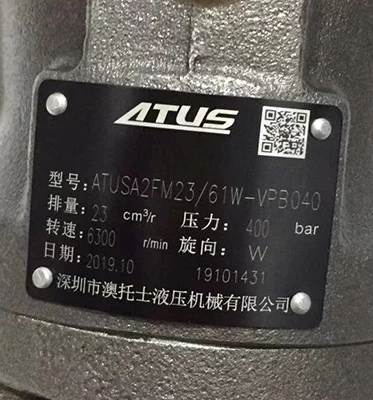 ATUS
型号: ATUSA2FM23/61W-VPB040
排量: 23 cm³/r 压力: 400 bar
转速: 6300 r/min 旋向: W
日期: 2019.10 19101431
深圳市澳托士液压机械有限公司